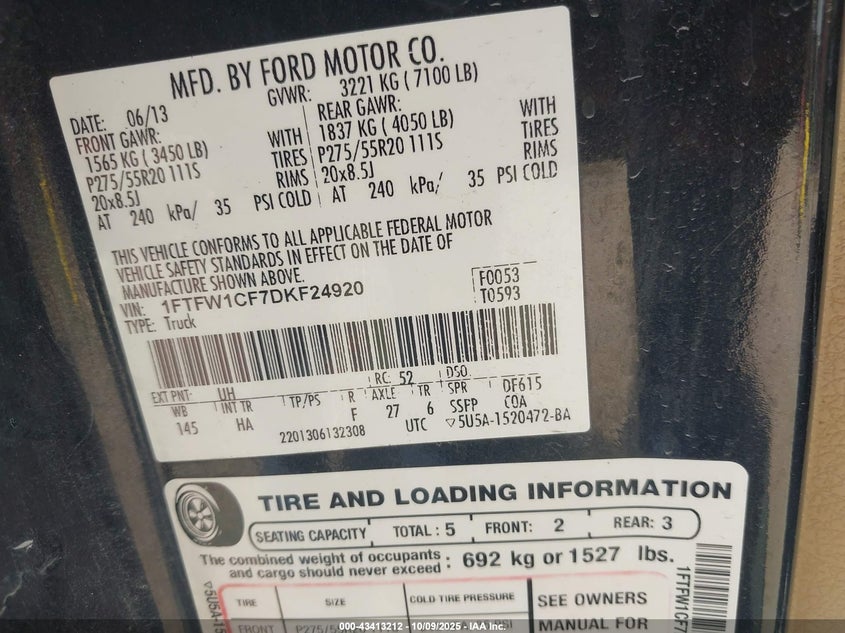 MFD. BY FORD MOTOR CO.
DATE: 06/13 GVWR: 3221 KG ( 7100 LB)
FRONT GAWR: REAR GAWR:
1565 KG ( 3450 LB) WITH 1837 KG ( 4050 LB) WITH
P275/55R20 111S TIRES P275/55R20 111S TIRES
20x8.5J RIMS 20x8.5J RIMS
AT 240 kPa/ 35 PSI COLD AT 240 kPa/ 35 PSI COLD
THIS VEHICLE CONFORMS TO ALL APPLICABLE FEDERAL MOTOR
VEHICLE SAFETY STANDARDS IN EFFECT ON THE DATE OF
MANUFACTURE SHOWN ABOVE.
VIN: 1FTFW1CF7DKF24920 F0053
TYPE: Truck T0593
EXT PNT: UH RC: 52 DSO:
WB INT TR TP/PS R AXLE TR SPR DF615
145 HA F 27 6 SSFP COA
2201306132308 UTC ▽5U5A-1520472-BA
TIRE AND LOADING INFORMATION
SEATING CAPACITY TOTAL : 5 FRONT: 2 REAR: 3
The combined weight of occupants
and cargo should never exceed : 692 kg or 1527 lbs.
TIRE SIZE COLD TIRE PRESSURE SEE OWNERS
FRONT P275/5 MANUAL FOR
▽5U5A-15
1FTFW1CF7
000-43413212 - 10/09/2025 - IAA Inc.